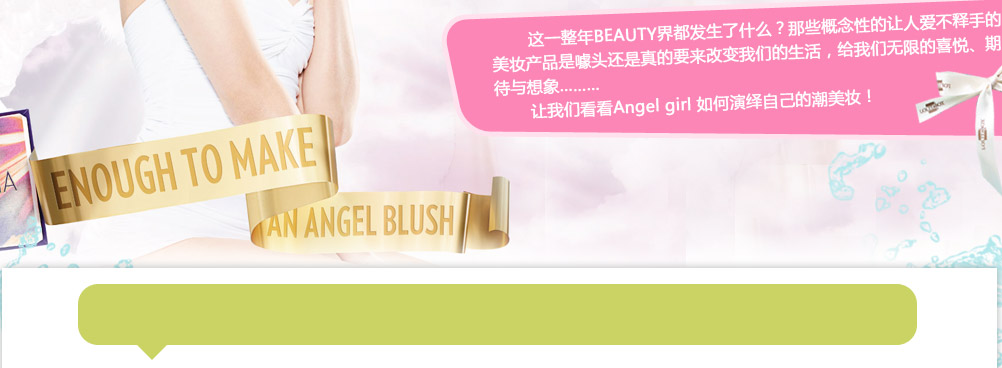 这一整年BEAUTY界都发生了什么？那些概念性的让人爱不释手的
美妆产品是噱头还是真的要来改变我们的生活，给我们无限的喜悦、期
待与想象………
让我们看看Angel girl 如何演绎自己的潮美妆！
ENOUGH TO MAKE
AN ANGEL BLUSH